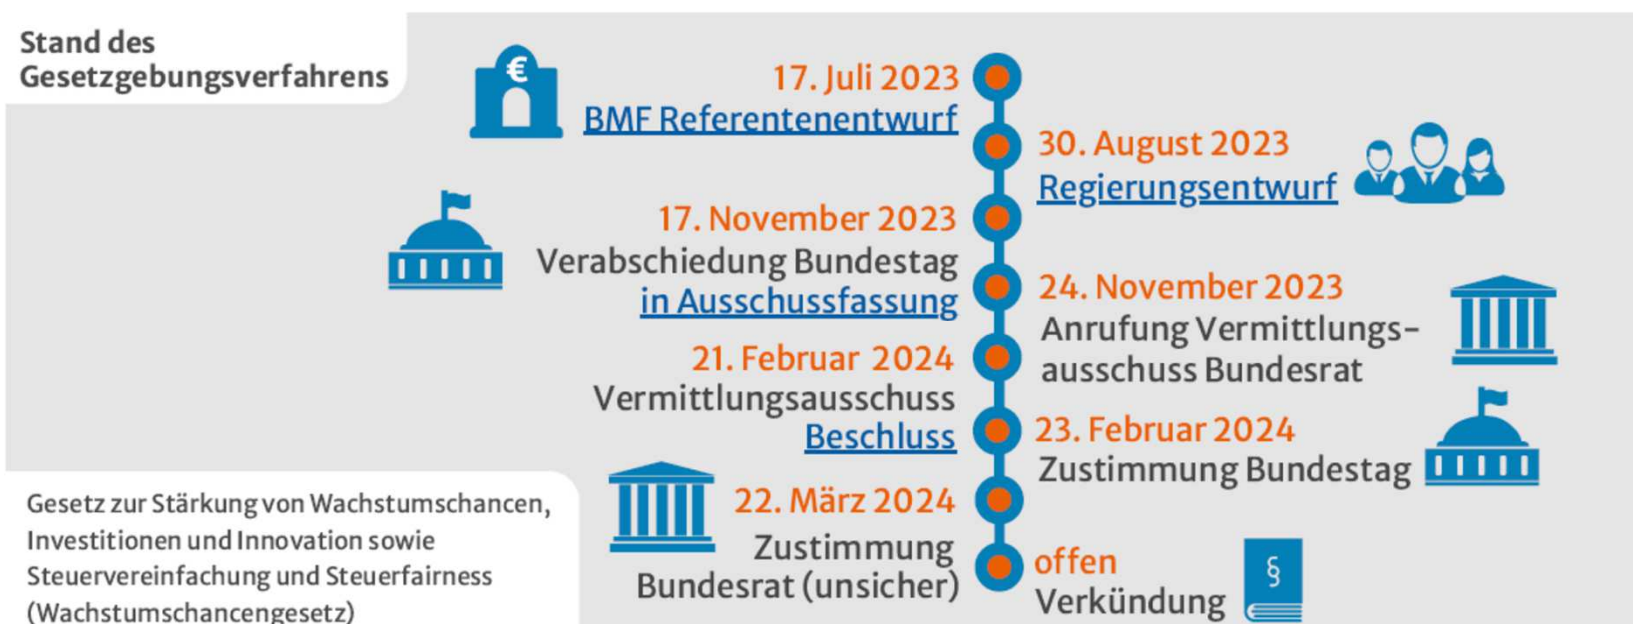 Stand des
Gesetzgebungsverfahrens
€
17. Juli 2023
BMF Referentenentwurf
30. August 2023
Regierungsentwurf
17. November 2023
Verabschiedung Bundestag
in Ausschussfassung
24. November 2023
Anrufung Vermittlungs-
ausschuss Bundesrat
21. Februar 2024
Vermittlungsausschuss
Beschluss
23. Februar 2024
Zustimmung Bundestag
22. März 2024
Zustimmung
Bundesrat (unsicher)
offen
Verkündung
§
Gesetz zur Stärkung von Wachstumschancen,
Investitionen und Innovation sowie
Steuervereinfachung und Steuerfairness
(Wachstumschancengesetz)